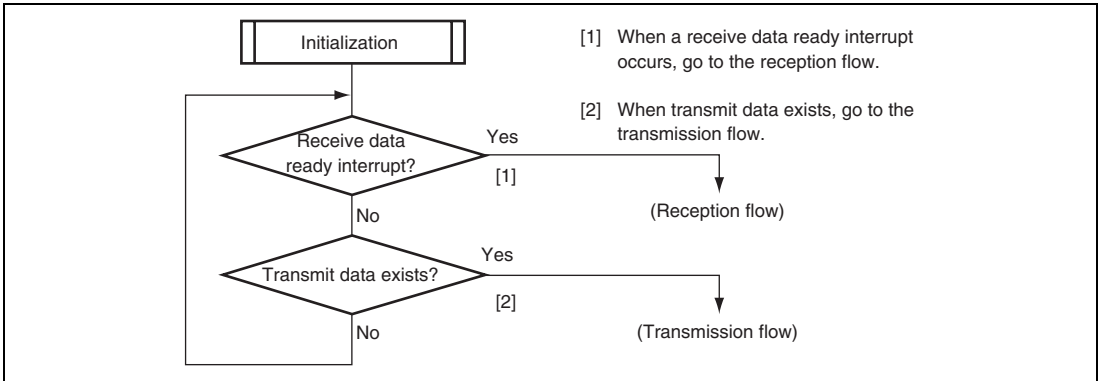 Initialization
[1] When a receive data ready interrupt
occurs, go to the reception flow.
[2] When transmit data exists, go to the
transmission flow.
Receive data
ready interrupt?
Yes
[1]
(Reception flow)
No
Transmit data exists?
Yes
[2]
(Transmission flow)
No